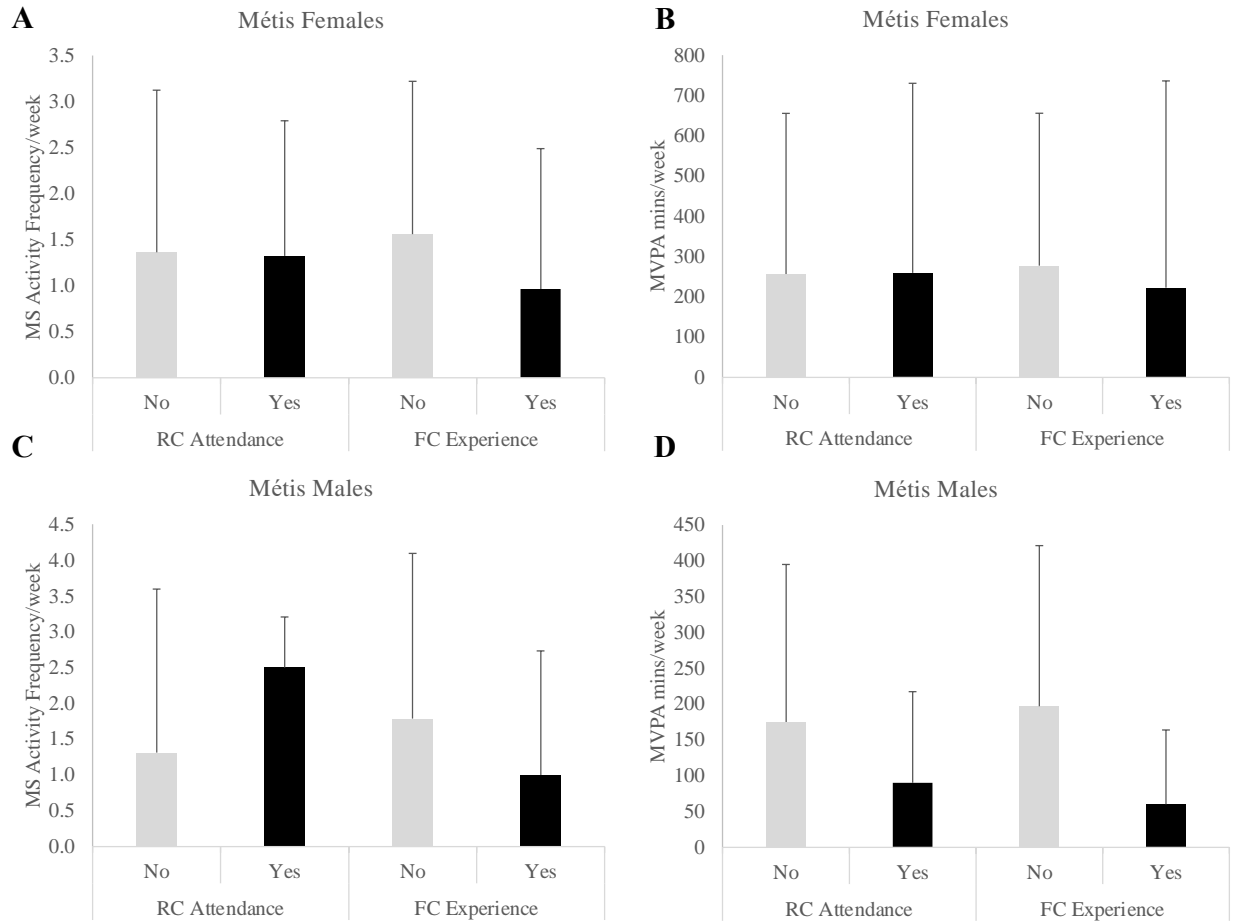 A
Métis Females
MS Activity Frequency/week
3.5
3.0
2.5
2.0
1.5
1.0
0.5
0.0
No Yes No Yes
RC Attendance FC Experience
B
Métis Females
MVPA mins/week
800
700
600
500
400
300
200
100
0
No Yes No Yes
RC Attendance FC Experience
C
Métis Males
MS Activity Frequency/week
4.5
4.0
3.5
3.0
2.5
2.0
1.5
1.0
0.5
0.0
No Yes No Yes
RC Attendance FC Experience
D
Métis Males
MVPA mins/week
450
400
350
300
250
200
150
100
50
0
No Yes No Yes
RC Attendance FC Experience